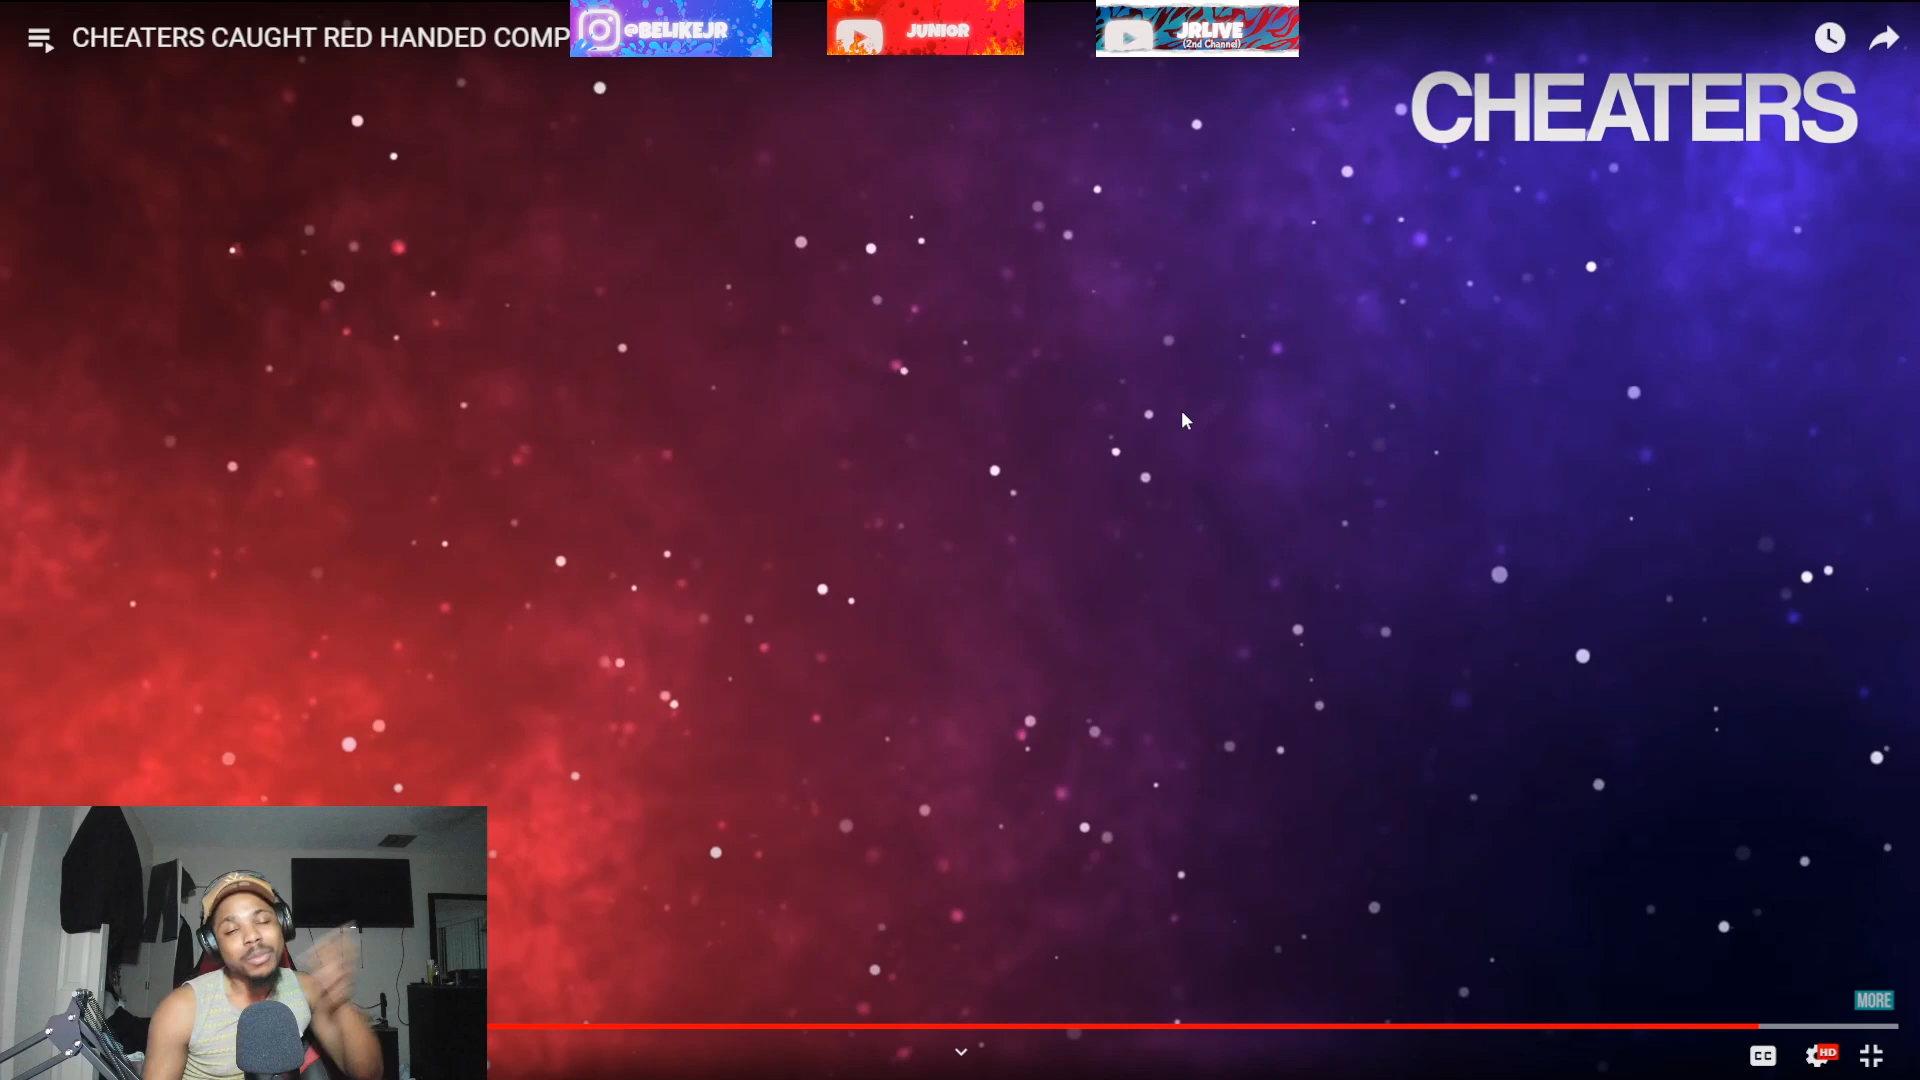 CHEATERS CAUGHT RED HANDED COMP
@BELIKEJR
JUNIOR
JRLIVE
(2nd Channel)
CHEATERS
MORE
CC
HD